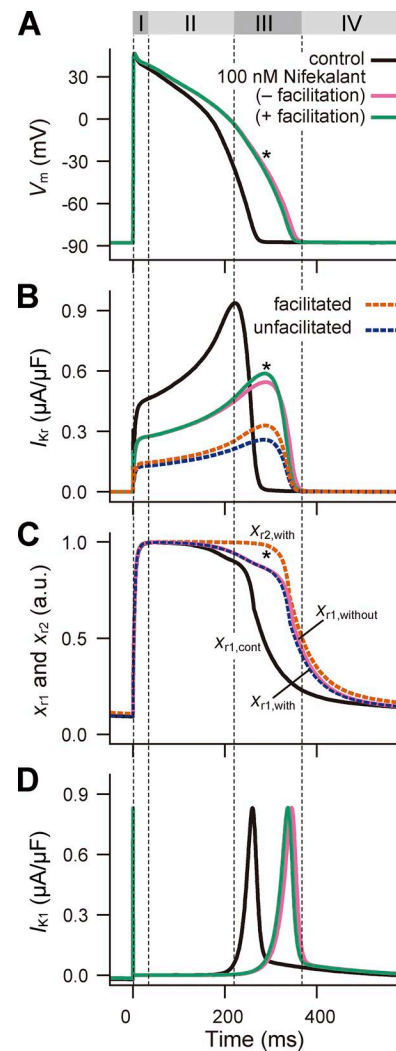 A
I II III IV
control
100 nM Nifekalant
(– facilitation)
(+ facilitation)
30
0
-30
-60
-90
Vm (mV)
*
B
facilitated
unfacilitated
0.9
0.6
0.3
0.0
IKr (µA/µF)
*
C
1.0
0.5
0.0
xr1 and xr2 (a.u.)
Xr2,with
*
Xr1,without
Xr1,cont
Xr1,with
D
0.9
0.6
0.3
0.0
IK1 (µA/µF)
0 200 400
Time (ms)